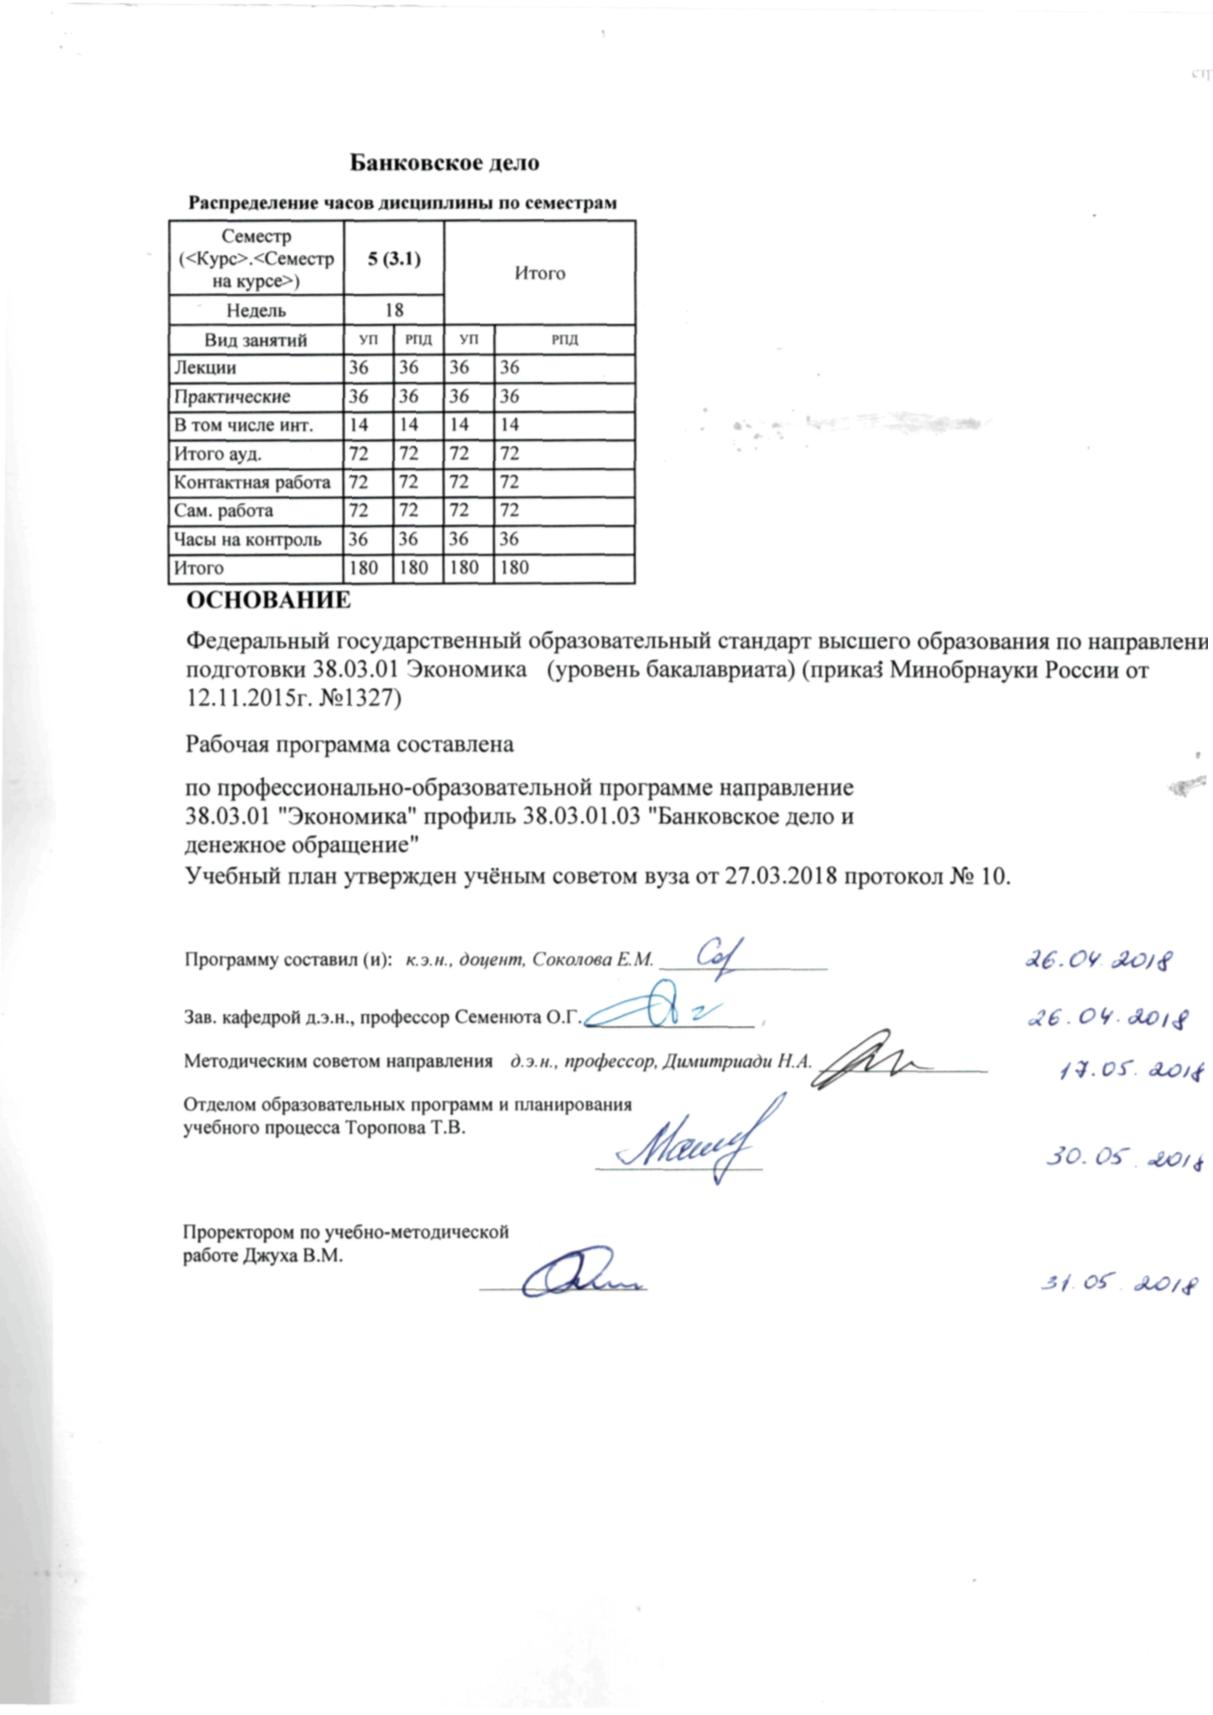 Банковское дело
Распределение часов дисциплины по семестрам
Семестр
(<Курс>.<Семестр
на курсе>)
5 (3.1)
Итого
Недель 18
Вид занятий УП РПД УП РПД
Лекции 36 36 36 36
Практические 36 36 36 36
В том числе инт. 14 14 14 14
Итого ауд. 72 72 72 72
Контактная работа 72 72 72 72
Сам. работа 72 72 72 72
Часы на контроль 36 36 36 36
Итого 180 180 180 180
ОСНОВАНИЕ
Федеральный государственный образовательный стандарт высшего образования по направлени
подготовки 38.03.01 Экономика (уровень бакалавриата) (приказ Минобрнауки России от
12.11.2015г. №1327)
Рабочая программа составлена
по профессионально-образовательной программе направление
38.03.01 "Экономика" профиль 38.03.01.03 "Банковское дело и
денежное обращение"
Учебный план утвержден учёным советом вуза от 27.03.2018 протокол № 10.
Программу составил (и): к.э.н., доцент, Соколова Е.М. 26.04.2018
Зав. кафедрой д.э.н., профессор Семенюта О.Г. 26.04.2018
Методическим советом направления д.э.н., профессор, Димитриади Н.А. 17.05.2018
Отделом образовательных программ и планирования
учебного процесса Торопова Т.В.
30.05.2018
Проректором по учебно-методической
работе Джуха В.М.
31.05.2018